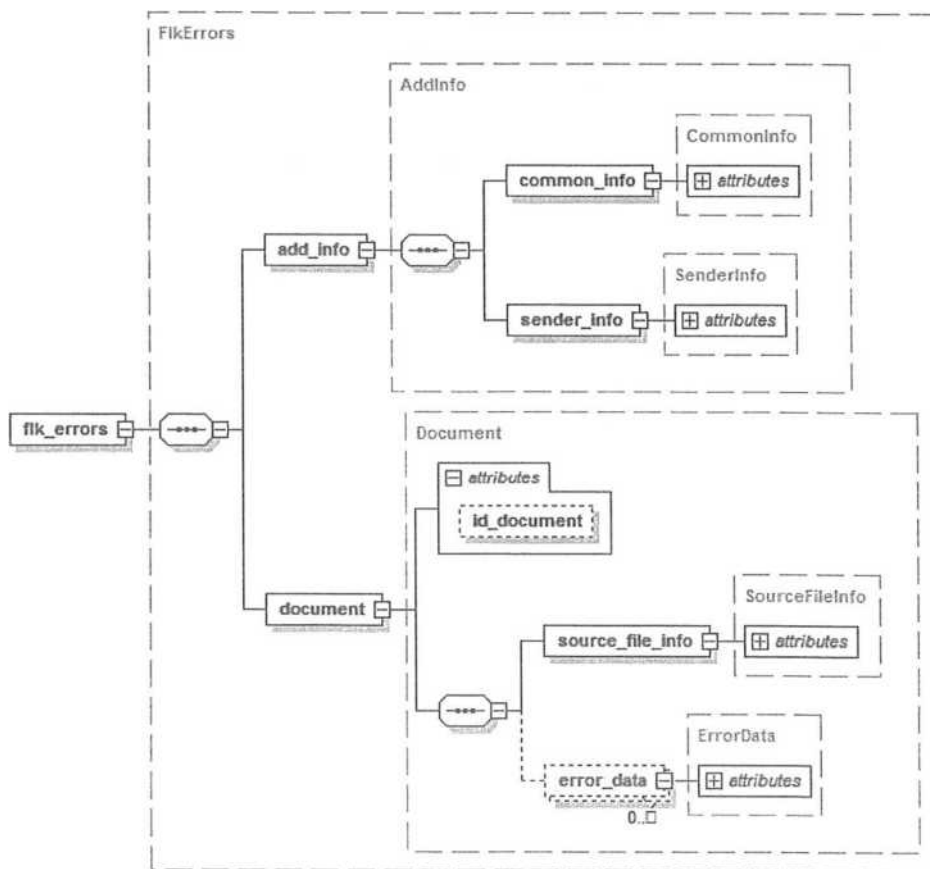 FlkErrors
AddInfo
CommonInfo
common_info
attributes
add_info
SenderInfo
sender_info
attributes
flk_errors
Document
attributes
id_document
document
SourceFileInfo
source_file_info
attributes
ErrorData
error_data
attributes
0..□